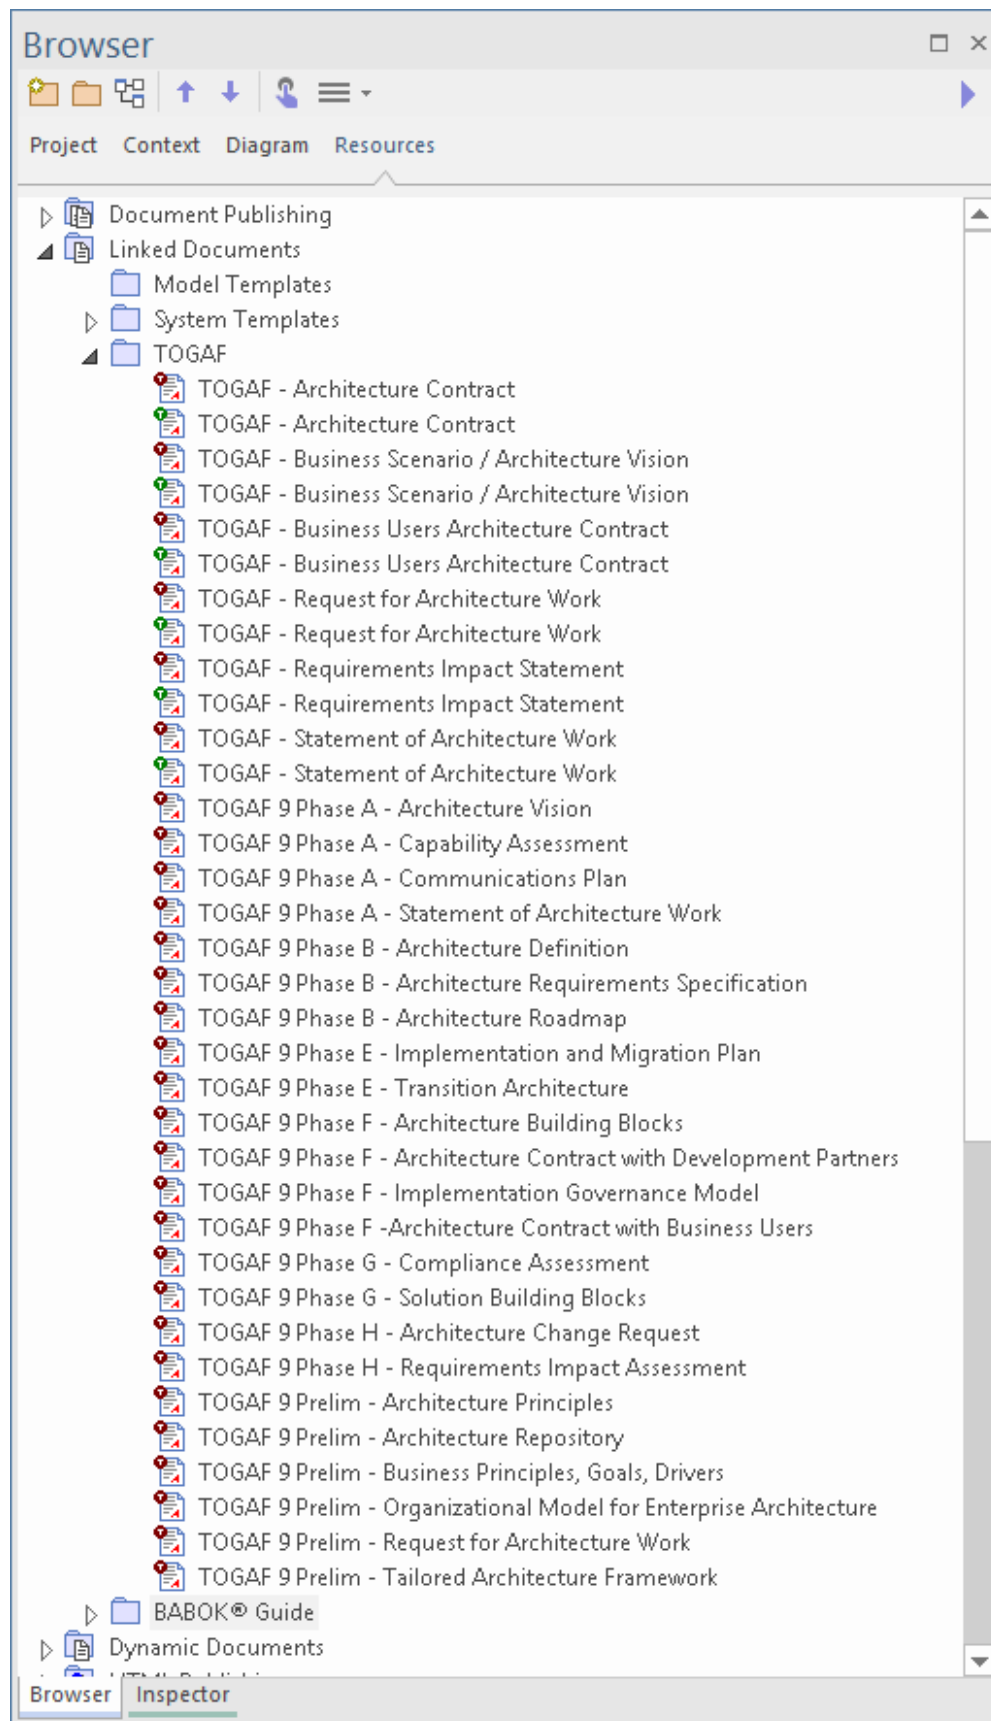 Browser
Project Context Diagram Resources
Document Publishing
Linked Documents
Model Templates
System Templates
TOGAF
TOGAF - Architecture Contract
TOGAF - Architecture Contract
TOGAF - Business Scenario / Architecture Vision
TOGAF - Business Scenario / Architecture Vision
TOGAF - Business Users Architecture Contract
TOGAF - Business Users Architecture Contract
TOGAF - Request for Architecture Work
TOGAF - Request for Architecture Work
TOGAF - Requirements Impact Statement
TOGAF - Requirements Impact Statement
TOGAF - Statement of Architecture Work
TOGAF - Statement of Architecture Work
TOGAF 9 Phase A - Architecture Vision
TOGAF 9 Phase A - Capability Assessment
TOGAF 9 Phase A - Communications Plan
TOGAF 9 Phase A - Statement of Architecture Work
TOGAF 9 Phase B - Architecture Definition
TOGAF 9 Phase B - Architecture Requirements Specification
TOGAF 9 Phase B - Architecture Roadmap
TOGAF 9 Phase E - Implementation and Migration Plan
TOGAF 9 Phase E - Transition Architecture
TOGAF 9 Phase F - Architecture Building Blocks
TOGAF 9 Phase F - Architecture Contract with Development Partners
TOGAF 9 Phase F - Implementation Governance Model
TOGAF 9 Phase F -Architecture Contract with Business Users
TOGAF 9 Phase G - Compliance Assessment
TOGAF 9 Phase G - Solution Building Blocks
TOGAF 9 Phase H - Architecture Change Request
TOGAF 9 Phase H - Requirements Impact Assessment
TOGAF 9 Prelim - Architecture Principles
TOGAF 9 Prelim - Architecture Repository
TOGAF 9 Prelim - Business Principles, Goals, Drivers
TOGAF 9 Prelim - Organizational Model for Enterprise Architecture
TOGAF 9 Prelim - Request for Architecture Work
TOGAF 9 Prelim - Tailored Architecture Framework
BABOK® Guide
Dynamic Documents
Browser Inspector